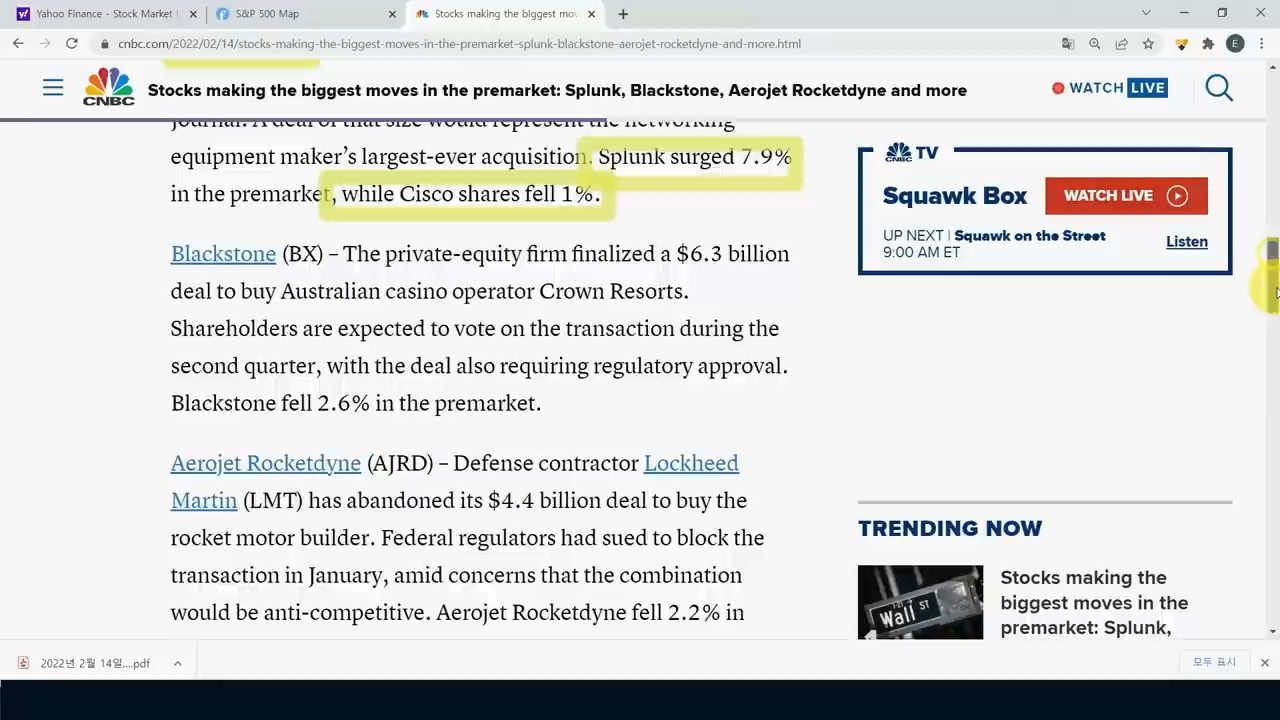 Yahoo Finance - Stock Market
S&P 500 Map
Stocks making the biggest mov
cnbc.com/2022/02/14/stocks-making-the-biggest-moves-in-the-premarket-splunk-blackstone-aerojet-rocketdyne-and-more.html
E
CNBC
Stocks making the biggest moves in the premarket: Splunk, Blackstone, Aerojet Rocketdyne and more
WATCH LIVE
Journal. A deal of that size would represent the networking
equipment maker's largest-ever acquisition. Splunk surged 7.9%
in the premarket, while Cisco shares fell 1%.
Blackstone (BX) – The private-equity firm finalized a $6.3 billion
deal to buy Australian casino operator Crown Resorts.
Shareholders are expected to vote on the transaction during the
second quarter, with the deal also requiring regulatory approval.
Blackstone fell 2.6% in the premarket.
Aerojet Rocketdyne (AJRD) – Defense contractor Lockheed
Martin (LMT) has abandoned its $4.4 billion deal to buy the
rocket motor builder. Federal regulators had sued to block the
transaction in January, amid concerns that the combination
would be anti-competitive. Aerojet Rocketdyne fell 2.2% in
CNBC TV
Squawk Box
WATCH LIVE
UP NEXT | Squawk on the Street
9:00 AM ET
Listen
TRENDING NOW
Wall ST
Stocks making the
biggest moves in the
premarket: Splunk,
2022년 2월 14일....pdf
모두 표시